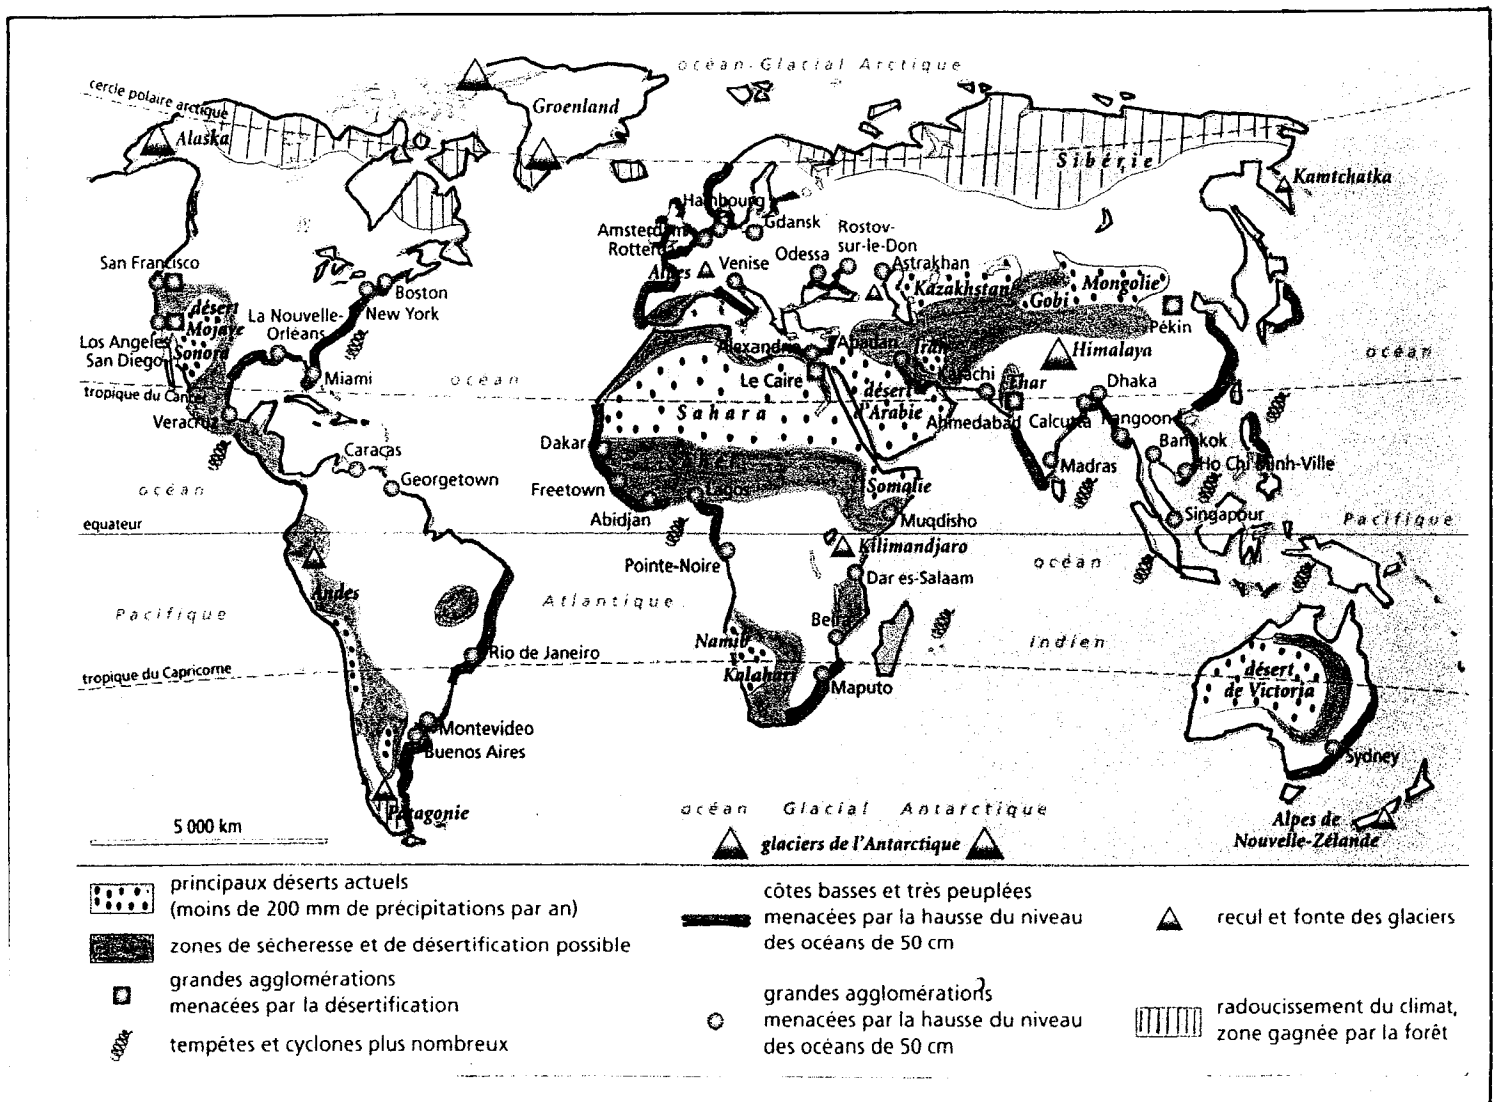 océan Glacial Arctique
cercle polaire arctique
Groenland
Alaska
Sibérie
Kamtchatka
Hambourg
Gdansk
Amsterdam
Rotterdam
Rostov-
sur-le-Don
Odessa
Astrakhan
San Francisco
Alpes
Venise
Kazakhstan
Mongolie
Gobi
Boston
New York
désert
Mojave
La Nouvelle-
Orléans
Pékin
Los Angeles
San Diego
Sonora
Alexandrie
Abadan
Iran
Himalaya
océan
Miami
océan
Le Caire
Karachi
Thar
Dhaka
tropique du Cancer
désert
d'Arabie
Sahara
Veracruz
Ahmedabad
Calcutta
Rangoon
Dakar
Bangkok
Caracas
Madras
Ho Chi Minh-Ville
Georgetown
océan
Freetown
Lagos
Somalie
Abidjan
Muqdisho
Singapour
Pacifique
equateur
Kilimandjaro
Pointe-Noire
océan
Dar es-Salaam
Andes
Atlantique
Pacifique
Beira
Namib
Indien
Rio de Janeiro
tropique du Capricorne
Kalahari
Maputo
désert
de Victoria
Montevideo
Buenos Aires
Sydney
Patagonie
océan Glacial Antarctique
5 000 km
glaciers de l'Antarctique
Alpes de
Nouvelle-Zélande
principaux déserts actuels
(moins de 200 mm de précipitations par an)
zones de sécheresse et de désertification possible
grandes agglomérations
menacées par la désertification
tempêtes et cyclones plus nombreux
côtes basses et très peuplées
menacées par la hausse du niveau
des océans de 50 cm
grandes agglomérations
menacées par la hausse du niveau
des océans de 50 cm
recul et fonte des glaciers
radoucissement du climat,
zone gagnée par la forêt